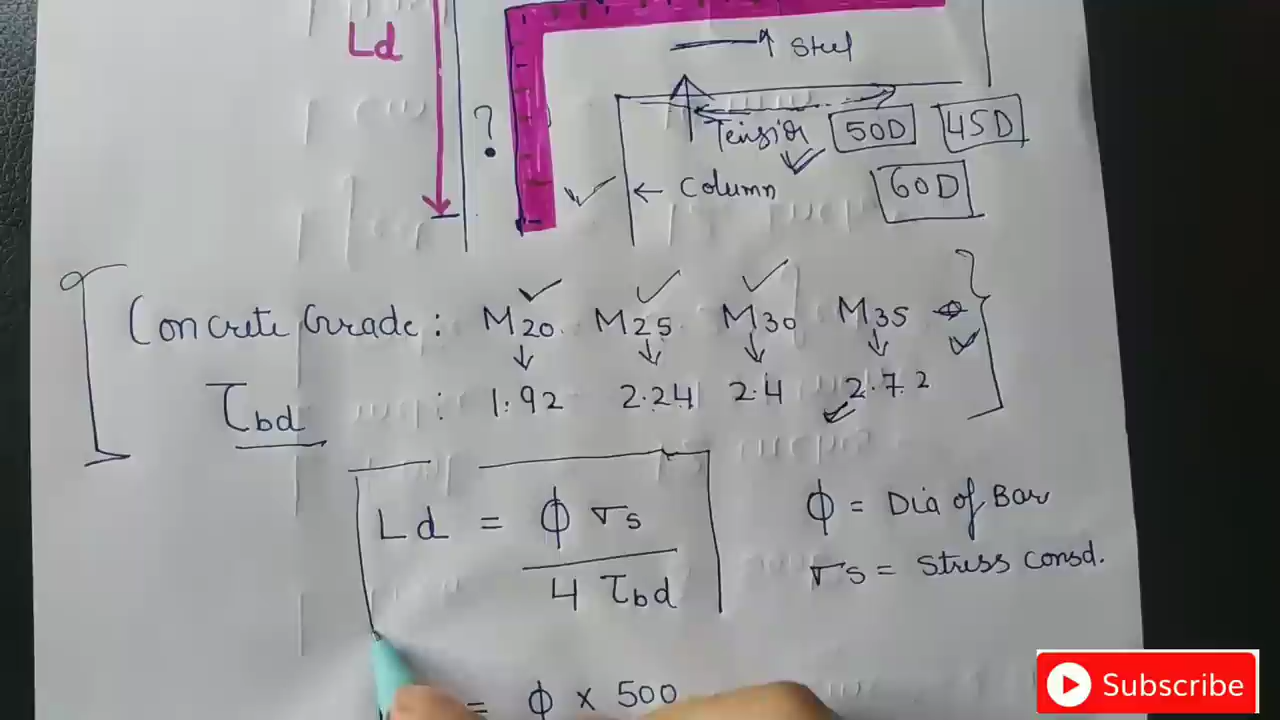 Ld
Steel
?
Tension 50D 45D
Column 60D
Concrete Grade : M20 M25 M30 M35
τbd : 1.92 2.24 2.4 2.72
Ld = ϕ σs
4 τbd
ϕ = Dia of Bar
σs = Stress Consd.
= ϕ x 500
Subscribe